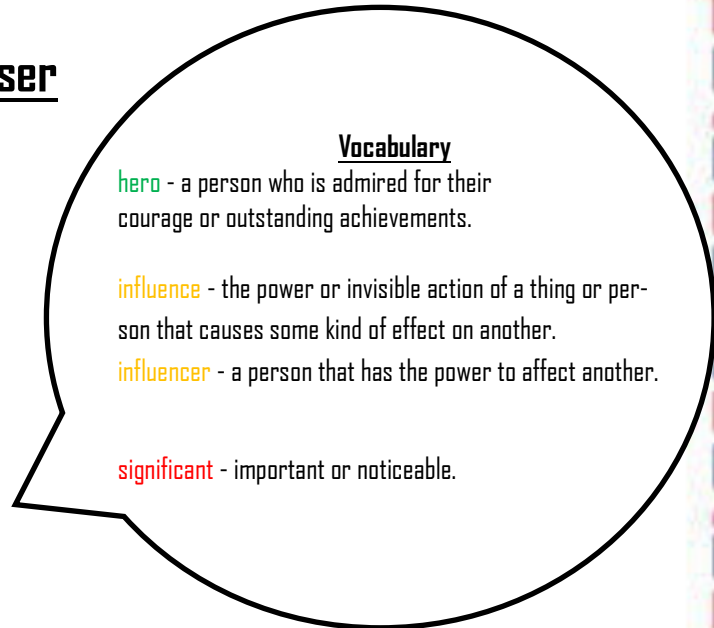 ser
Vocabulary
hero - a person who is admired for their
courage or outstanding achievements.
influence - the power or invisible action of a thing or per-
son that causes some kind of effect on another.
influencer - a person that has the power to affect another.
significant - important or noticeable.